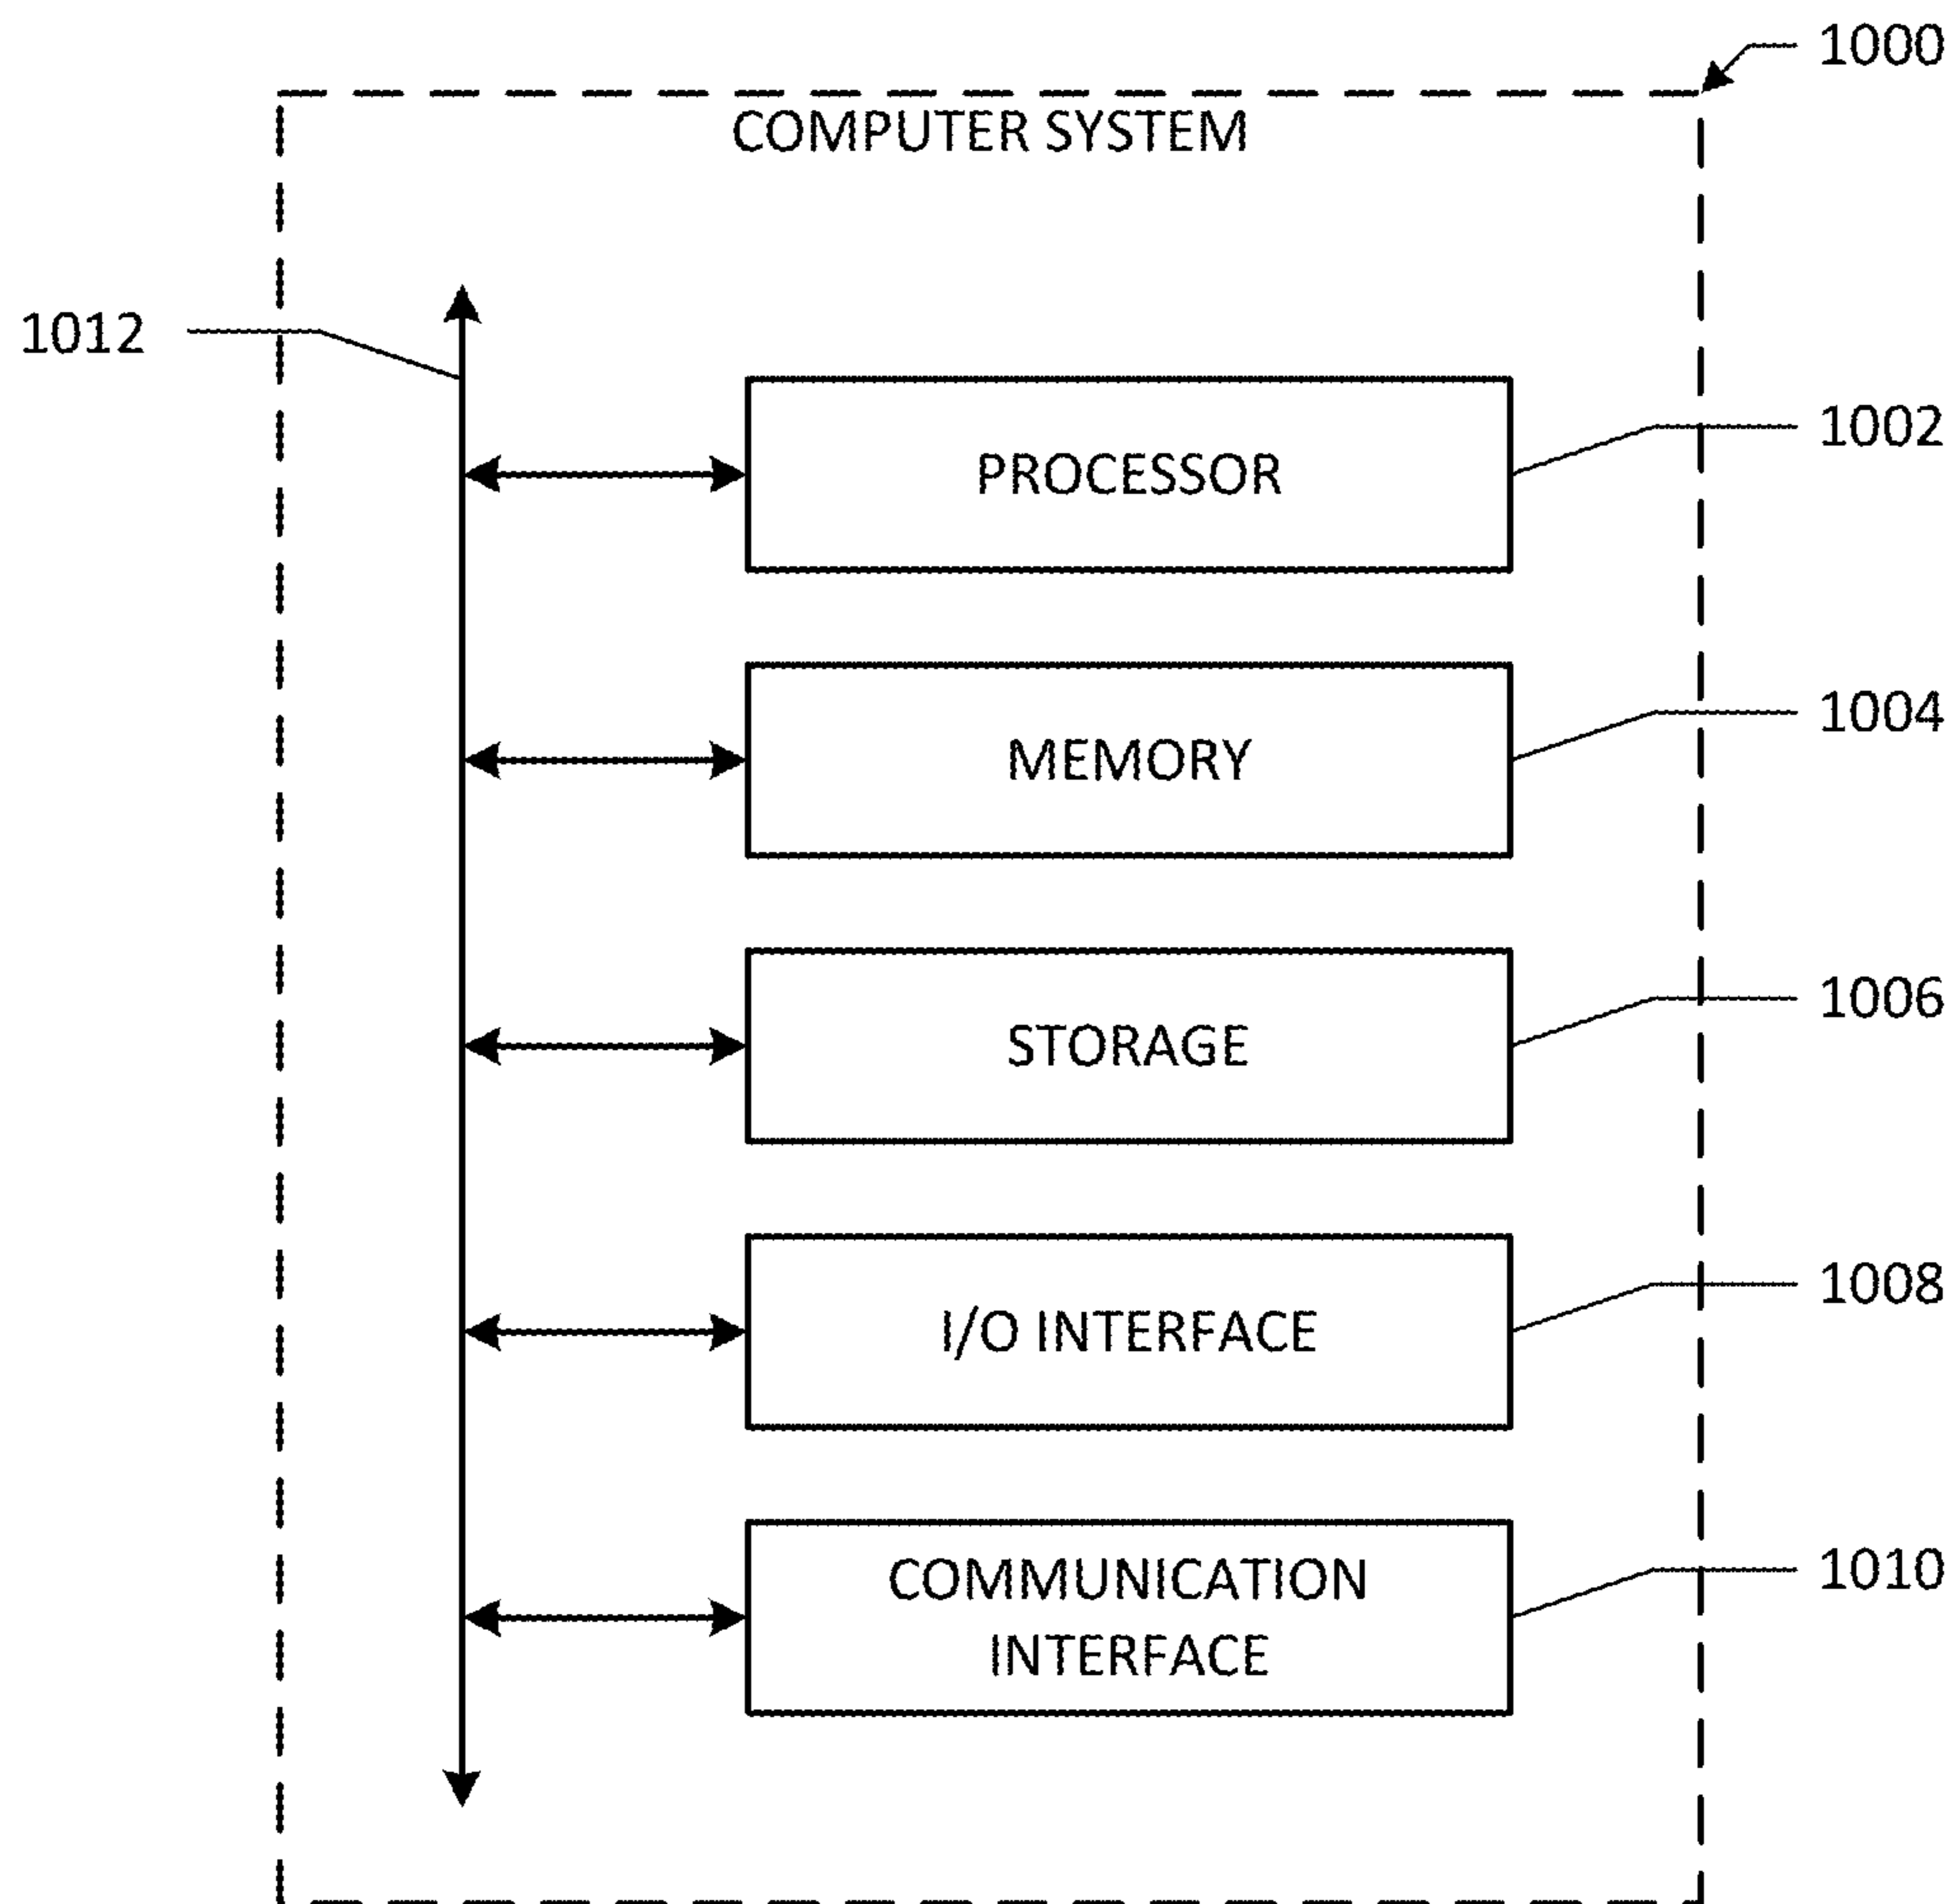 1000
COMPUTER SYSTEM
1012
1002
PROCESSOR
1004
MEMORY
1006
STORAGE
1008
I/O INTERFACE
1010
COMMUNICATION
INTERFACE